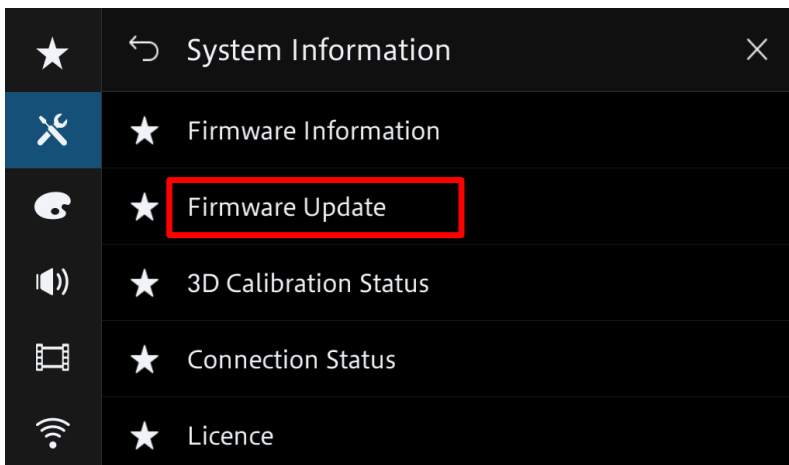 System Information
Firmware Information
Firmware Update
3D Calibration Status
Connection Status
Licence